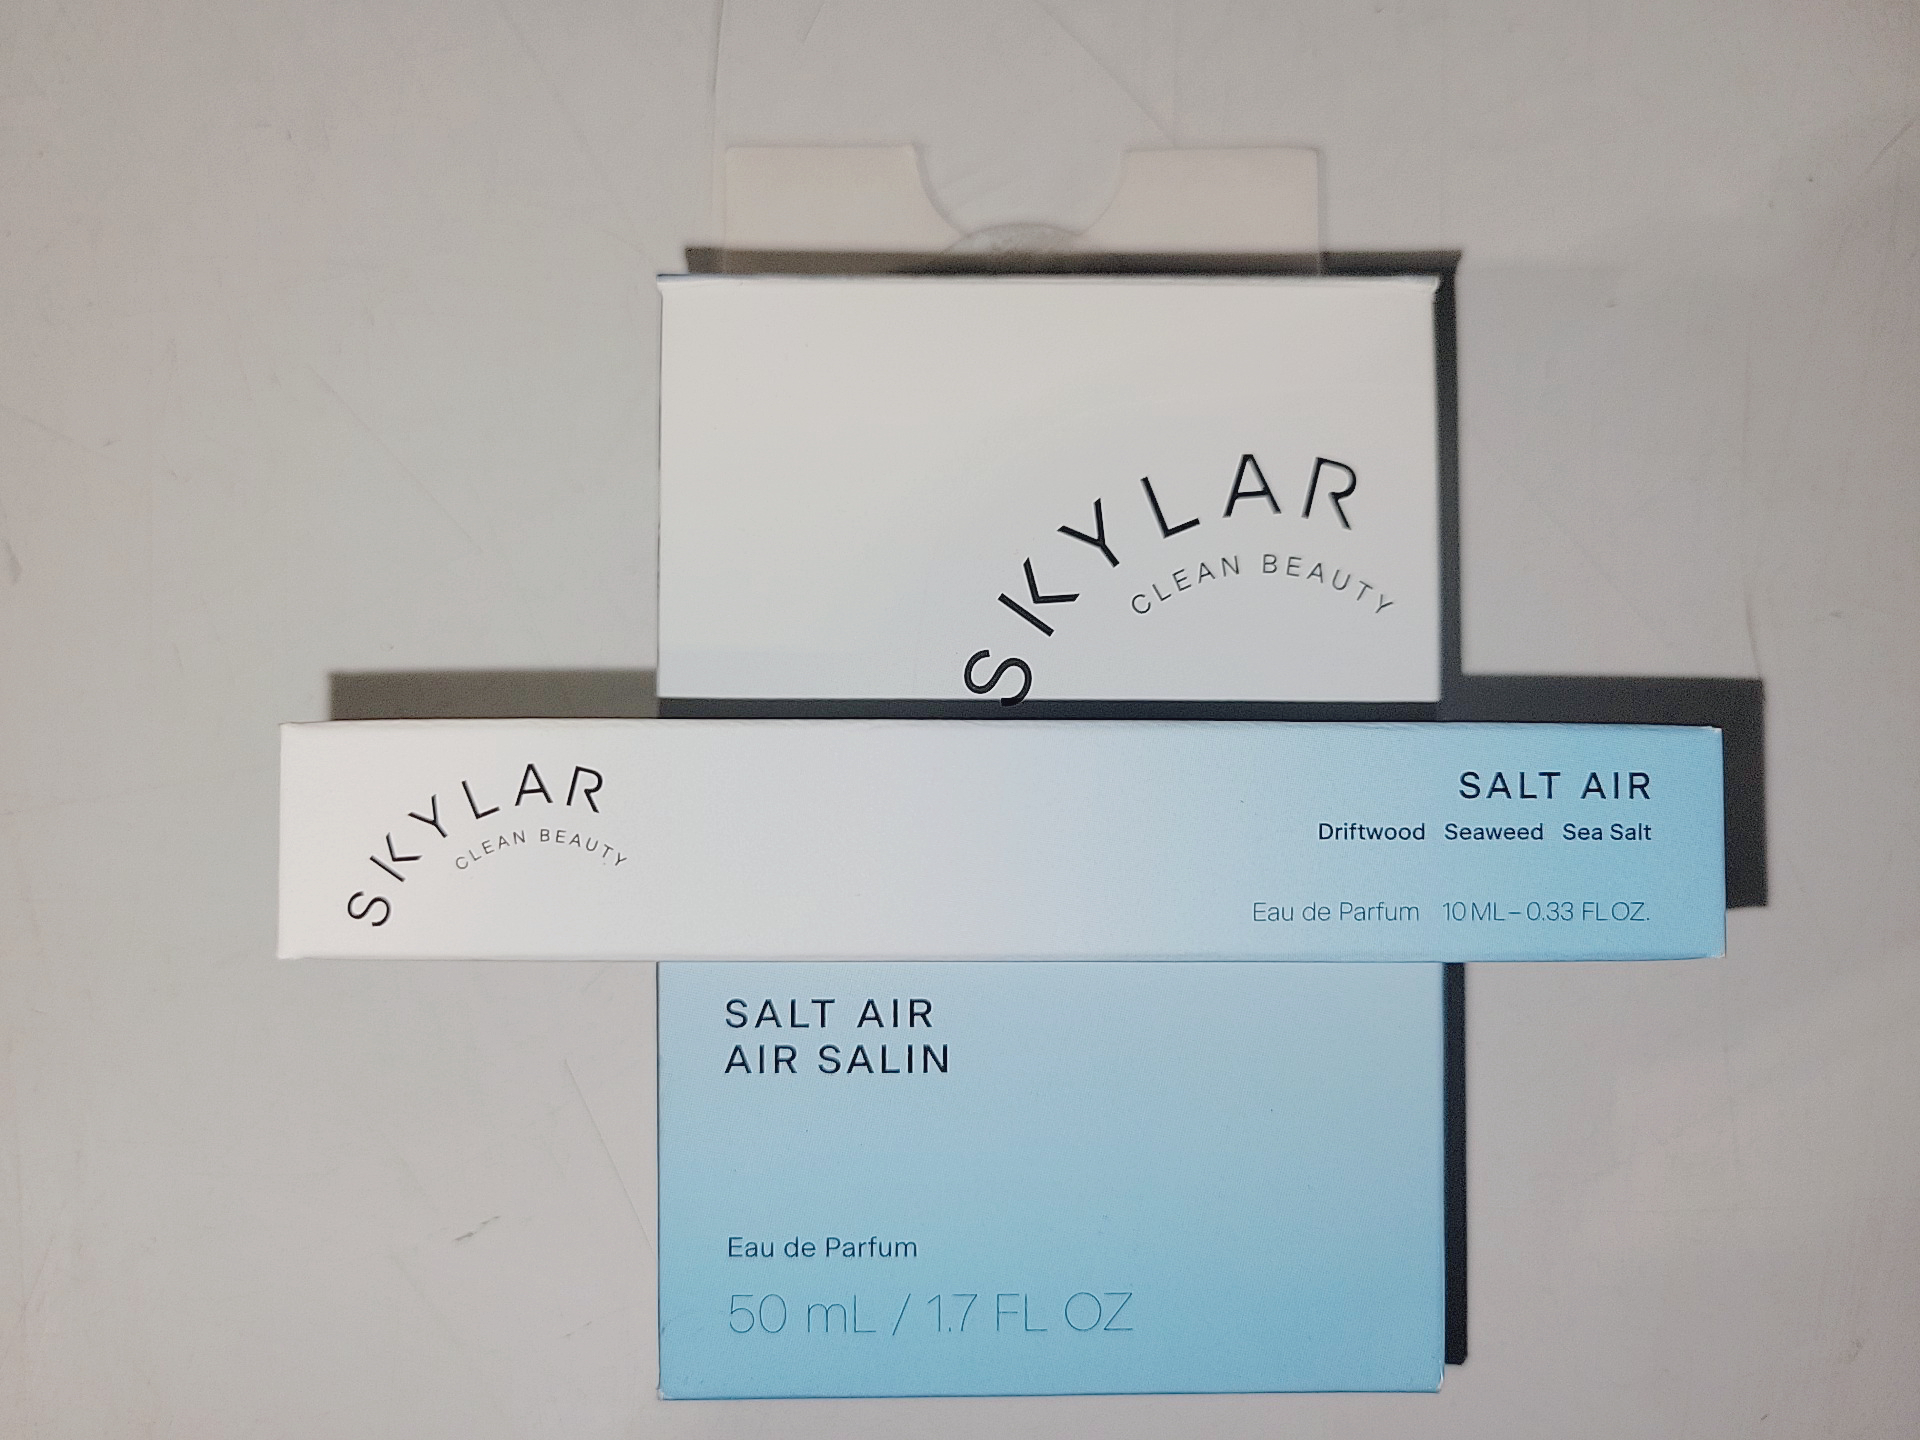 SKYLAR
CLEAN BEAUTY
SKYLAR
CLEAN BEAUTY
SALT AIR
Driftwood Seaweed Sea Salt
Eau de Parfum 10 ML – 0.33 FL OZ.
SALT AIR
AIR SALIN
Eau de Parfum
50 mL / 1.7 FL OZ